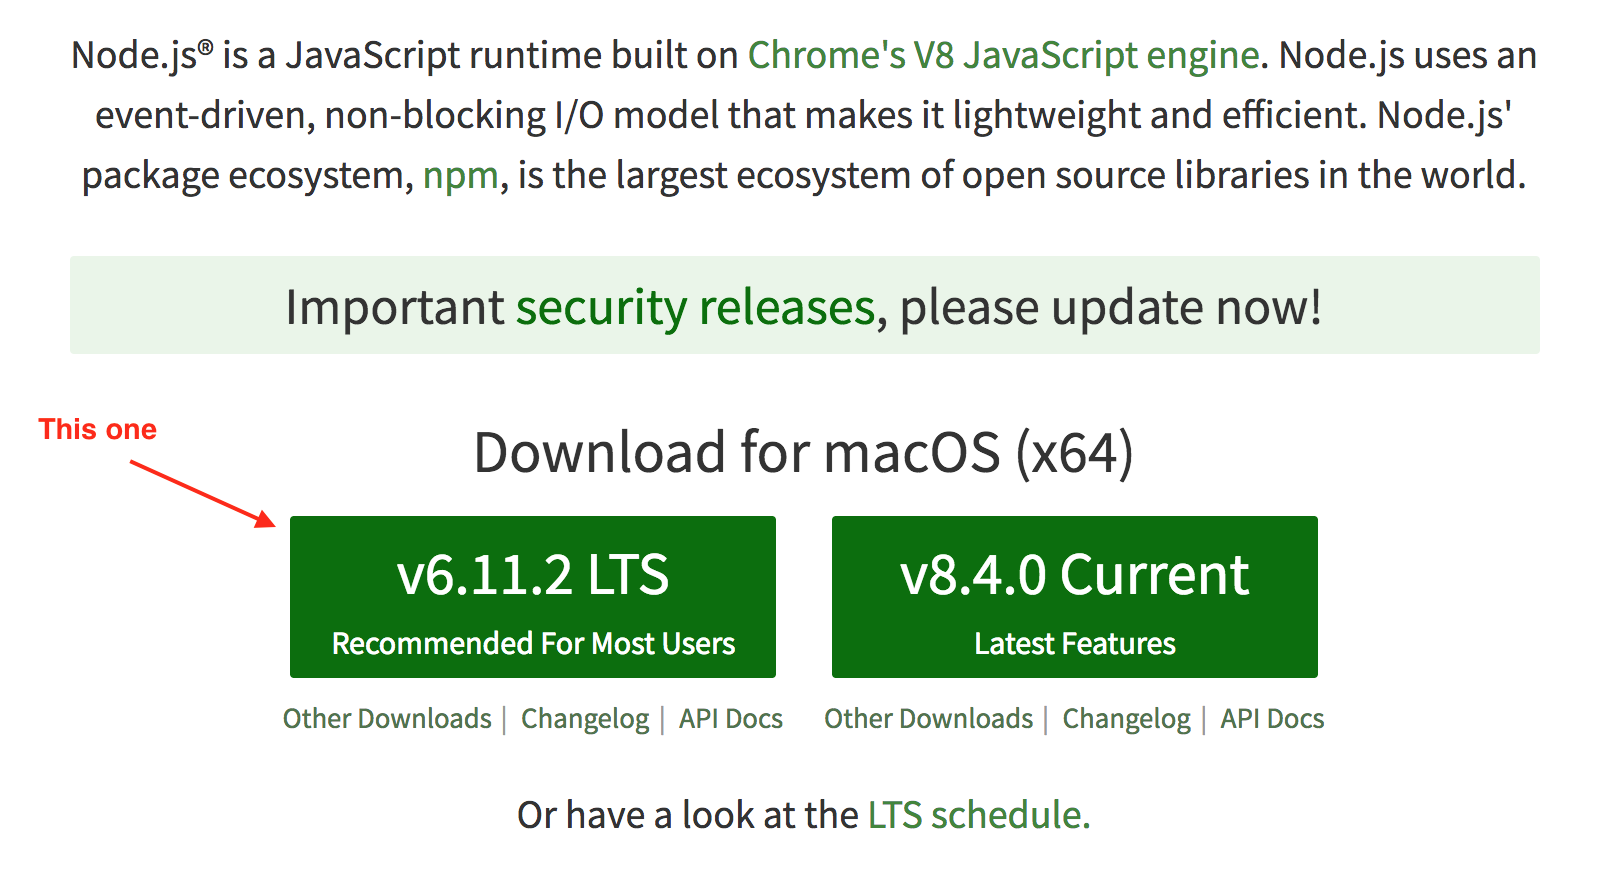 Node.js® is a JavaScript runtime built on Chrome's V8 JavaScript engine. Node.js uses an
event-driven, non-blocking I/O model that makes it lightweight and efficient. Node.js'
package ecosystem, npm, is the largest ecosystem of open source libraries in the world.
Important security releases, please update now!
This one
Download for macOS (x64)
v6.11.2 LTS
Recommended For Most Users
v8.4.0 Current
Latest Features
Other Downloads | Changelog | API Docs
Other Downloads | Changelog | API Docs
Or have a look at the LTS schedule.